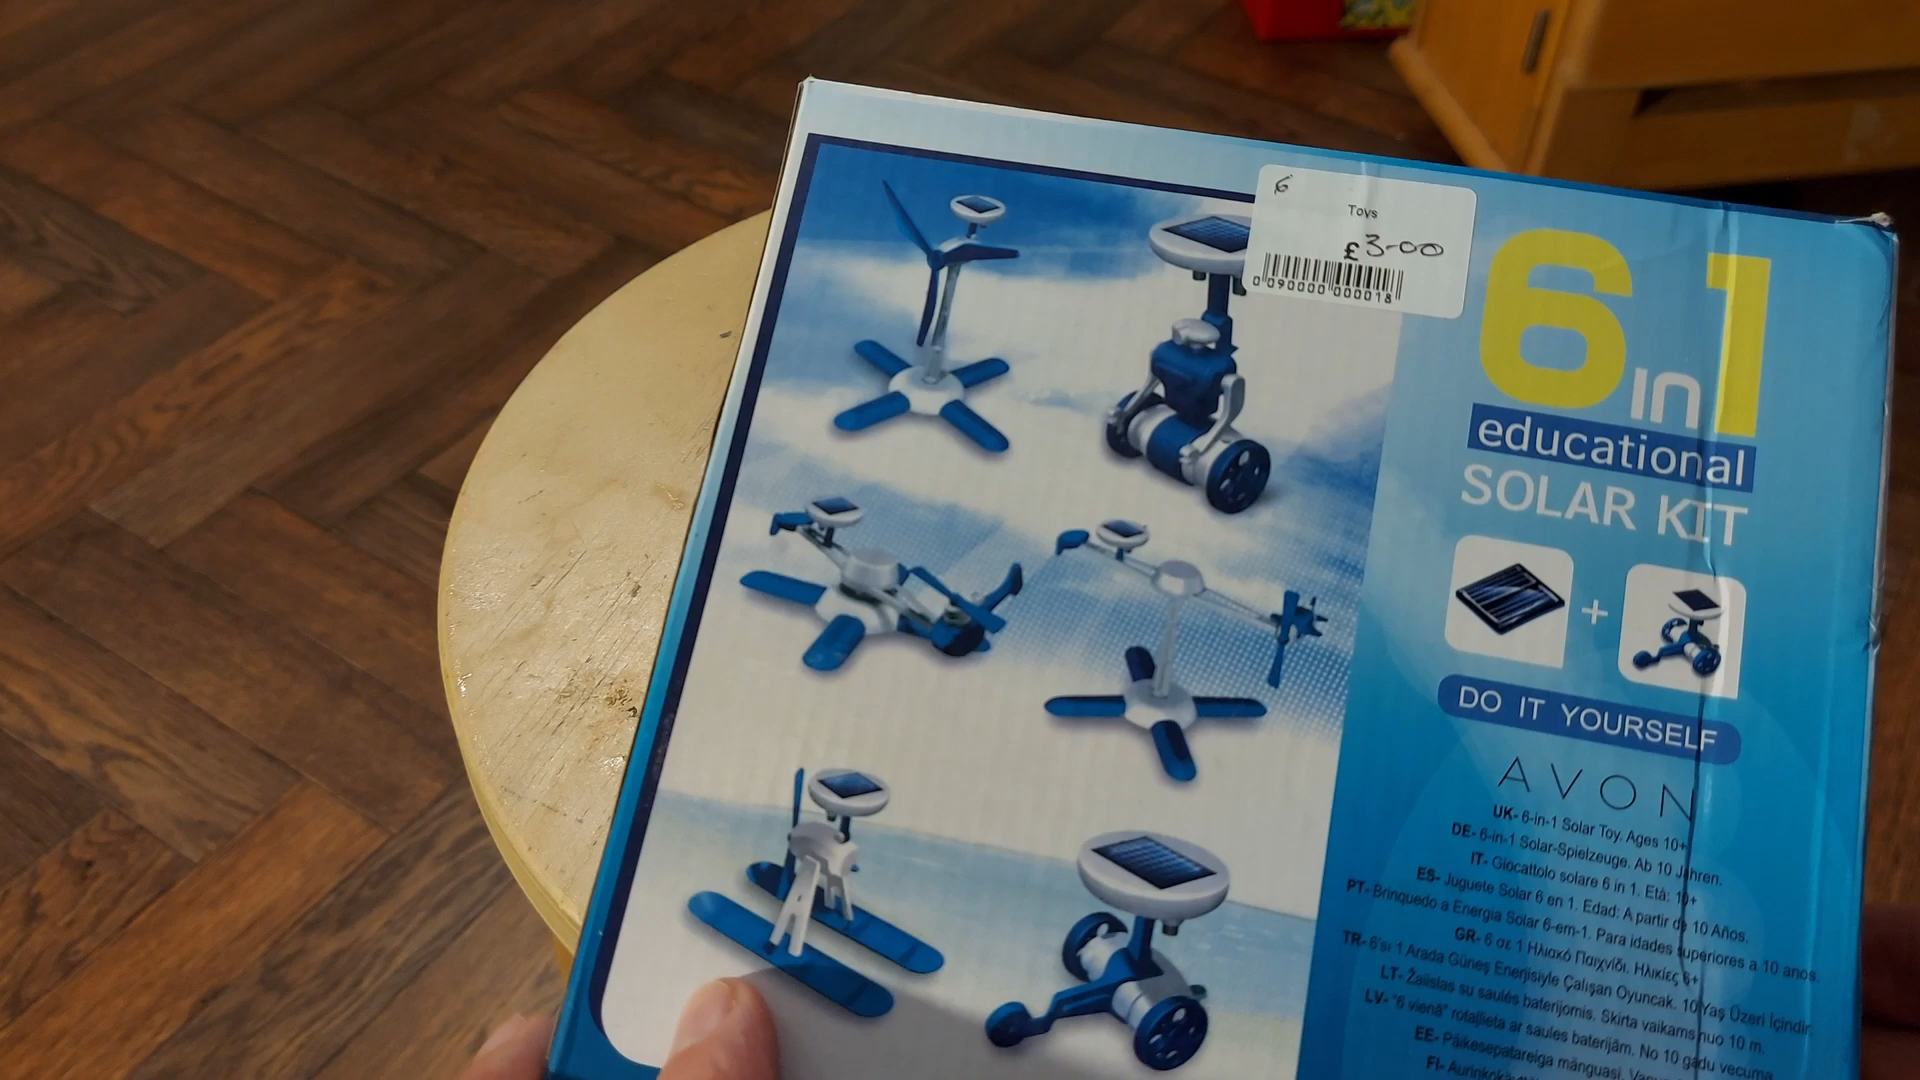 6
Toys
£3-00
0 090000 000018
6 in 1
educational
SOLAR KIT
+
DO IT YOURSELF
AVON
UK- 6-in-1 Solar Toy. Ages 10+
DE- 6-in-1 Solar-Spielzeuge. Ab 10 Jahren.
IT- Giocattolo solare 6 in 1. Età: 10+
ES- Juguete Solar 6 en 1. Edad: A partir de 10 Años.
PT- Brinquedo a Energia Solar 6-em-1. Para idades superiores a 10 anos.
GR- 6 σε 1 Ηλιακό Παιχνίδι. Ηλικίες 6+
TR- 6'sı 1 Arada Güneş Enerjisiyle Çalışan Oyuncak. 10 Yaş Üzeri İçindir.
LT- Žaislas su saulės baterijomis. Skirta vaikams nuo 10 m.
LV- "6 vienā" rotaļlieta ar saules baterijām. No 10 gadu vecuma.
EE- Päikesepatareiga mänguasi.
FI-